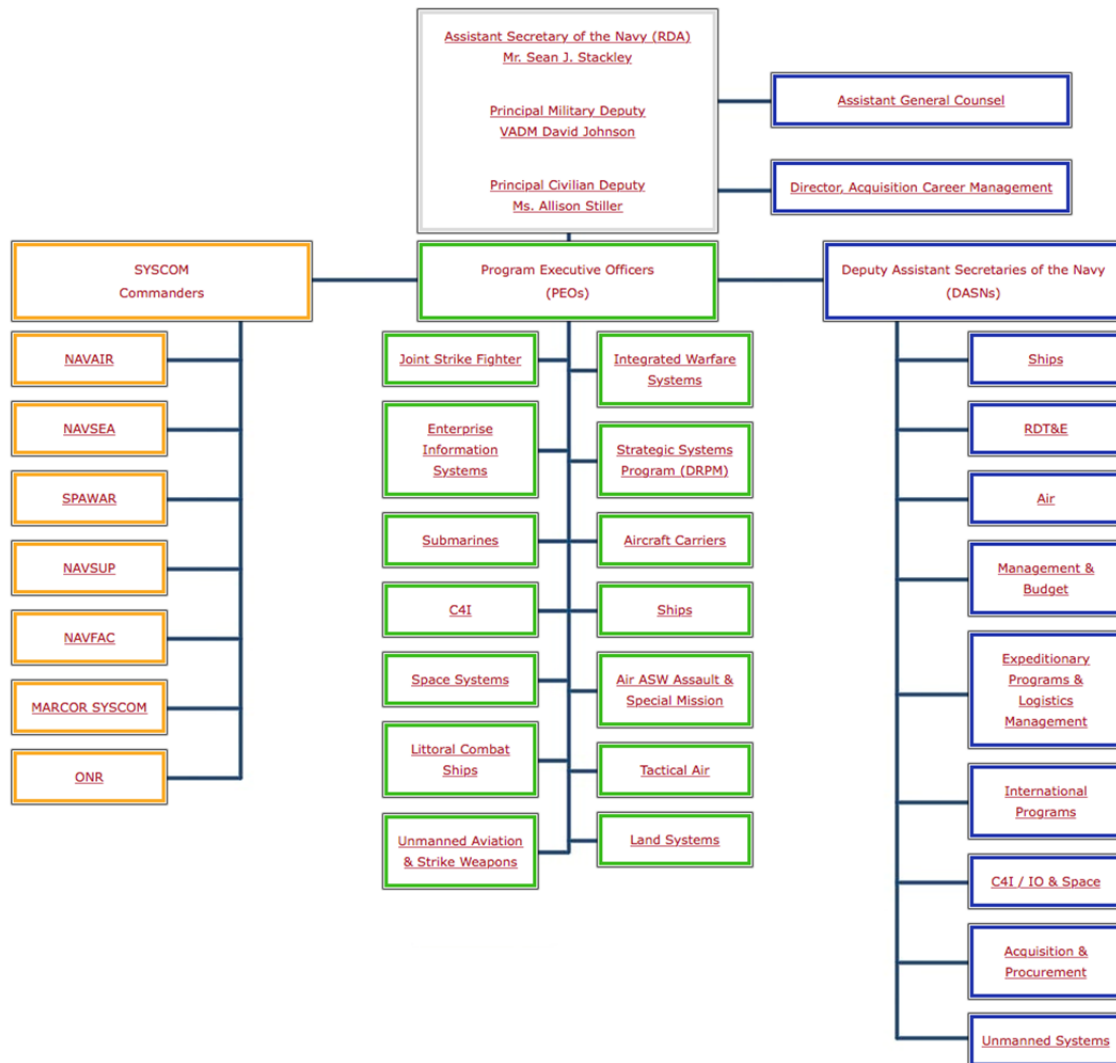 Assistant Secretary of the Navy (RDA)
Mr. Sean J. Stackley
Principal Military Deputy
VADM David Johnson
Principal Civilian Deputy
Ms. Allison Stiller
Assistant General Counsel
Director, Acquisition Career Management
SYSCOM
Commanders
Program Executive Officers
(PEOs)
Deputy Assistant Secretaries of the Navy
(DASNs)
NAVAIR
NAVSEA
SPAWAR
NAVSUP
NAVFAC
MARCOR SYSCOM
ONR
Joint Strike Fighter
Enterprise
Information
Systems
Submarines
C4I
Space Systems
Littoral Combat
Ships
Unmanned Aviation
& Strike Weapons
Integrated Warfare
Systems
Strategic Systems
Program (DRPM)
Aircraft Carriers
Ships
Air ASW Assault &
Special Mission
Tactical Air
Land Systems
Ships
RDT&E
Air
Management &
Budget
Expeditionary
Programs &
Logistics
Management
International
Programs
C4I / IO & Space
Acquisition &
Procurement
Unmanned Systems